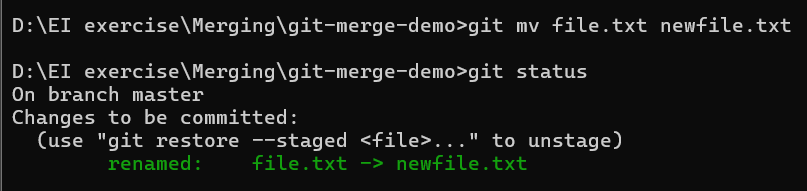 D:\EI exercise\Merging\git-merge-demo>git mv file.txt newfile.txt
D:\EI exercise\Merging\git-merge-demo>git status
On branch master
Changes to be committed:
  (use "git restore --staged <file>..." to unstage)
        renamed:    file.txt -> newfile.txt